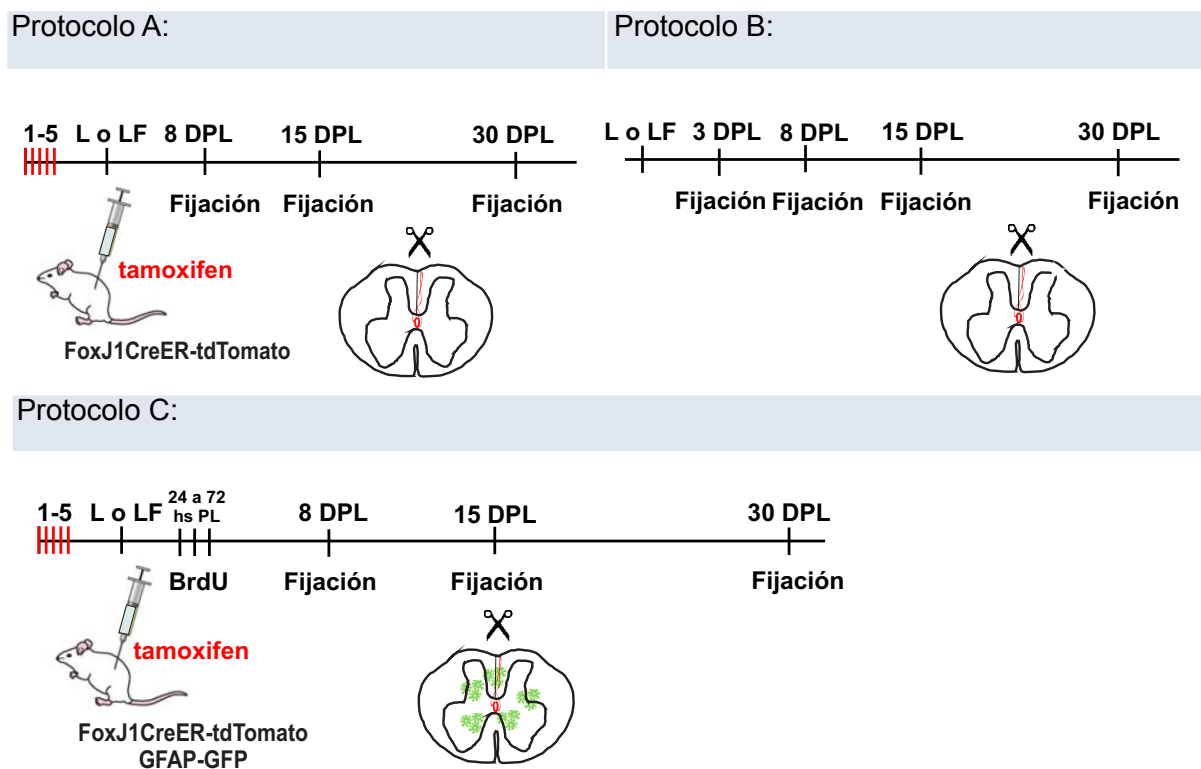 Protocolo A:
Protocolo B:
1-5 L o LF 8 DPL 15 DPL 30 DPL
Fijación Fijación Fijación
tamoxifen
FoxJ1CreER-tdTomato
L o LF 3 DPL 8 DPL 15 DPL 30 DPL
Fijación Fijación Fijación Fijación
Protocolo C:
1-5 L o LF 24 a 72 hs PL 8 DPL 15 DPL 30 DPL
BrdU Fijación Fijación Fijación
tamoxifen
FoxJ1CreER-tdTomato
GFAP-GFP